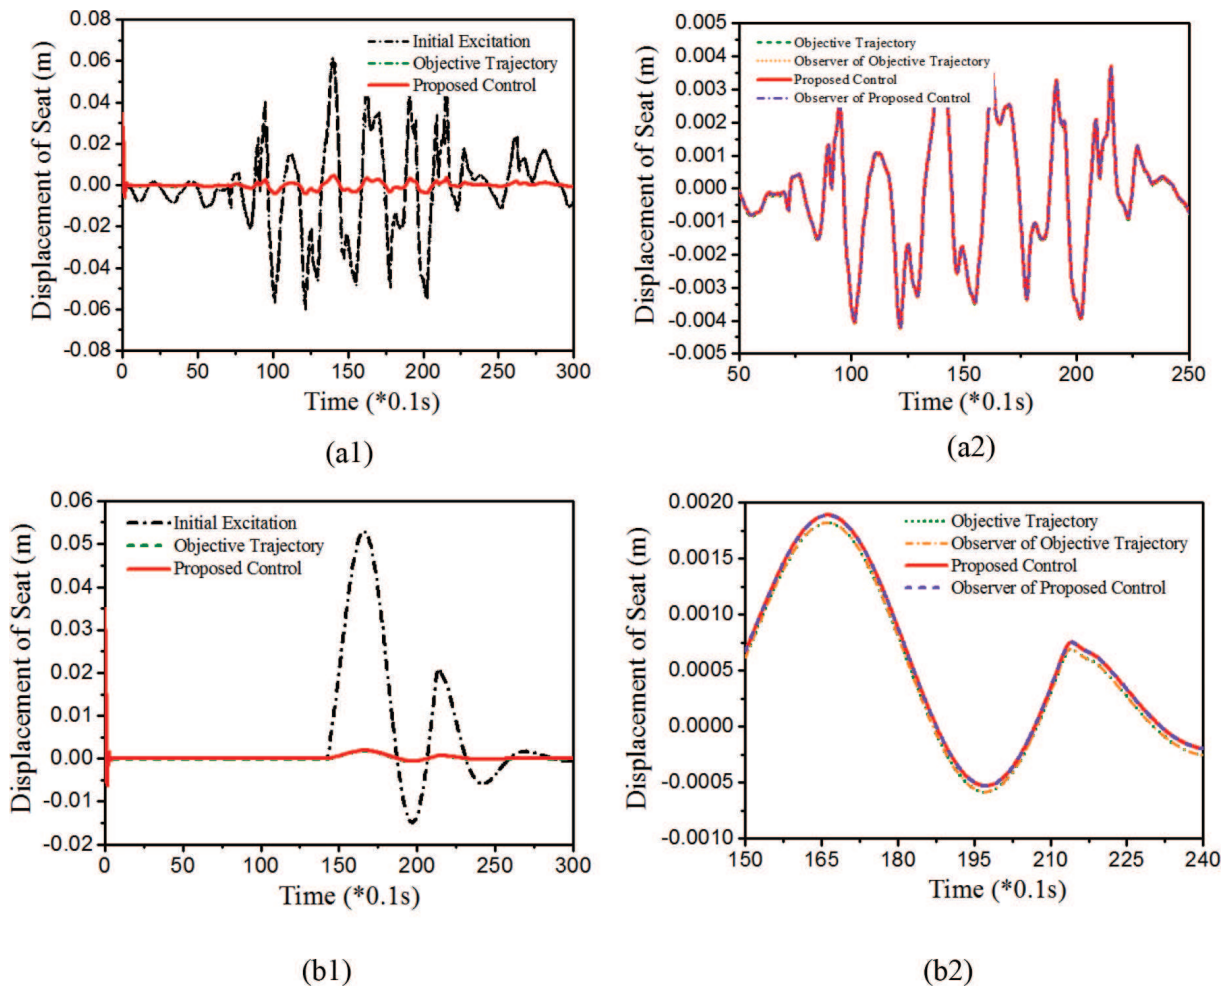 0.08
0.06
0.04
0.02
0.00
-0.02
-0.04
-0.06
-0.08
Displacement of Seat (m)
Initial Excitation
Objective Trajectory
Proposed Control
0 50 100 150 200 250 300
Time (*0.1s)
(a1)
0.005
0.004
0.003
0.002
0.001
0.000
-0.001
-0.002
-0.003
-0.004
-0.005
Displacement of Seat (m)
Objective Trajectory
Observer of Objective Trajectory
Proposed Control
Observer of Proposed Control
50 100 150 200 250
Time (*0.1s)
(a2)
0.06
0.05
0.04
0.03
0.02
0.01
0.00
-0.01
-0.02
Displacement of Seat (m)
Initial Excitation
Objective Trajectory
Proposed Control
0 50 100 150 200 250 300
Time (*0.1s)
(b1)
0.0020
0.0015
0.0010
0.0005
0.0000
-0.0005
-0.0010
Displacement of Seat (m)
Objective Trajectory
Observer of Objective Trajectory
Proposed Control
Observer of Proposed Control
150 165 180 195 210 225 240
Time (*0.1s)
(b2)